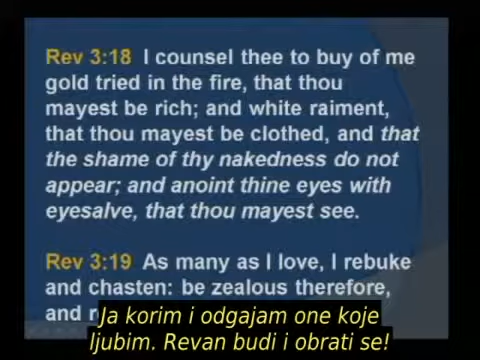 Rev 3:18 I counsel thee to buy of me
gold tried in the fire, that thou
mayest be rich; and white raiment,
that thou mayest be clothed, and that
the shame of thy nakedness do not
appear; and anoint thine eyes with
eyesalve, that thou mayest see.
Rev 3:19 As many as I love, I rebuke
and chasten: be zealous therefore,
and
Ja korim i odgajam one koje
ljubim. Revan budi i obrati se!